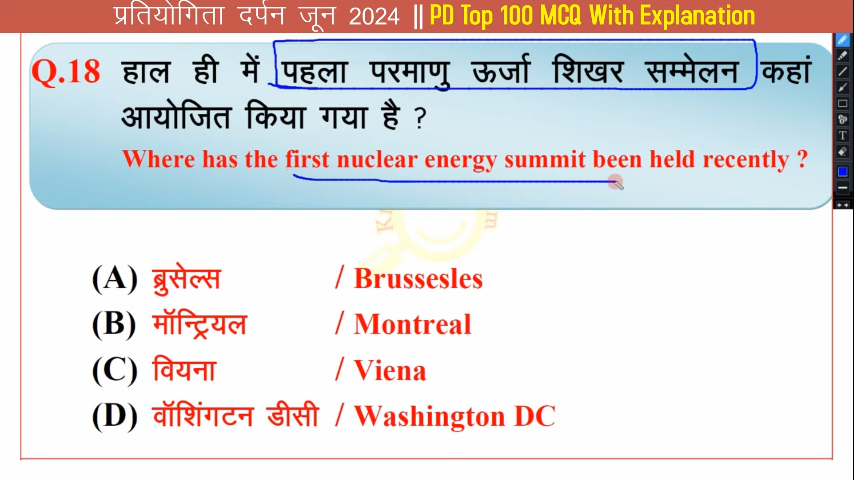 प्रतियोगिता दर्पन जून 2024 || PD Top 100 MCQ With Explanation
Q.18 हाल ही में पहला परमाणु ऊर्जा शिखर सम्मेलन कहां
आयोजित किया गया है ?
Where has the first nuclear energy summit been held recently ?
(A) ब्रुसेल्स / Brussesles
(B) मॉन्ट्रियल / Montreal
(C) वियना / Viena
(D) वॉशिंगटन डीसी / Washington DC